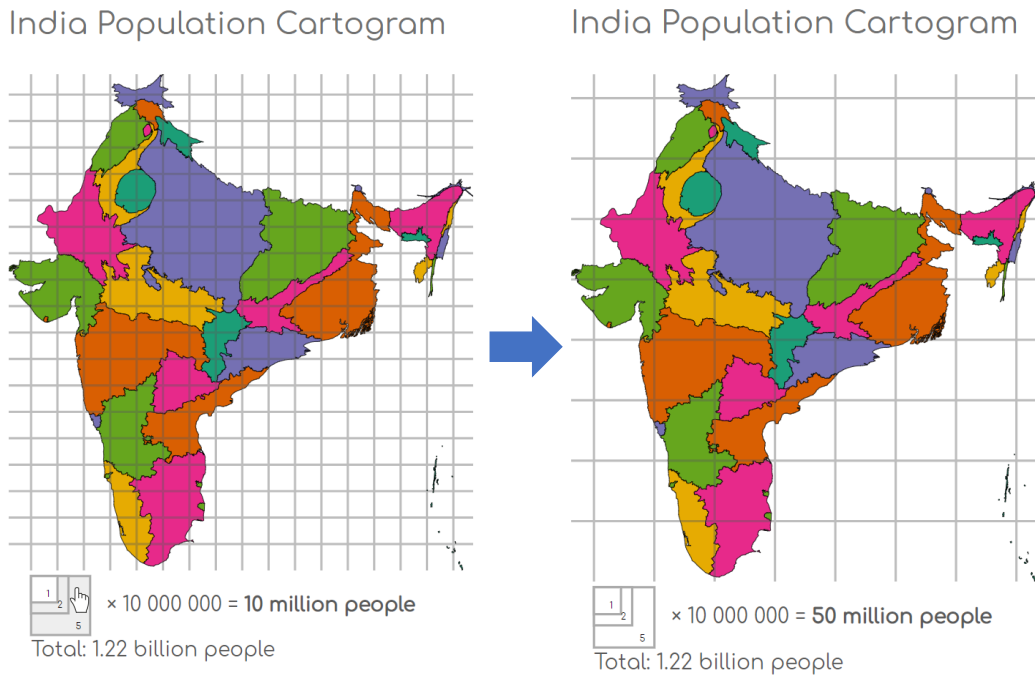 India Population Cartogram
1
2
5
× 10 000 000 = 10 million people
Total: 1.22 billion people
India Population Cartogram
1
2
5
× 10 000 000 = 50 million people
Total: 1.22 billion people